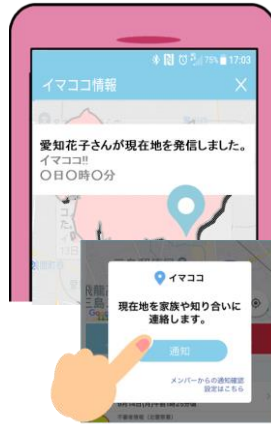 75% 17:03
イマココ情報
愛知花子さんが現在地を発信しました。
イマココ!!
〇日〇時〇分
イマココ
現在地を家族や知り合いに
連絡します。
通知
メンバーからの通知確認
設定はこちら